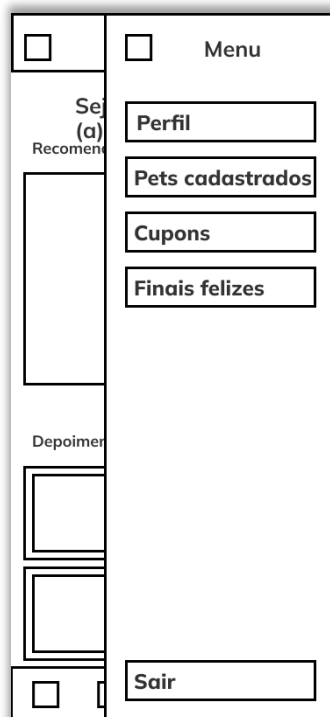 Menu
Sej
(a)
Recomen
Perfil
Pets cadastrados
Cupons
Finais felizes
Depoimen
Sair